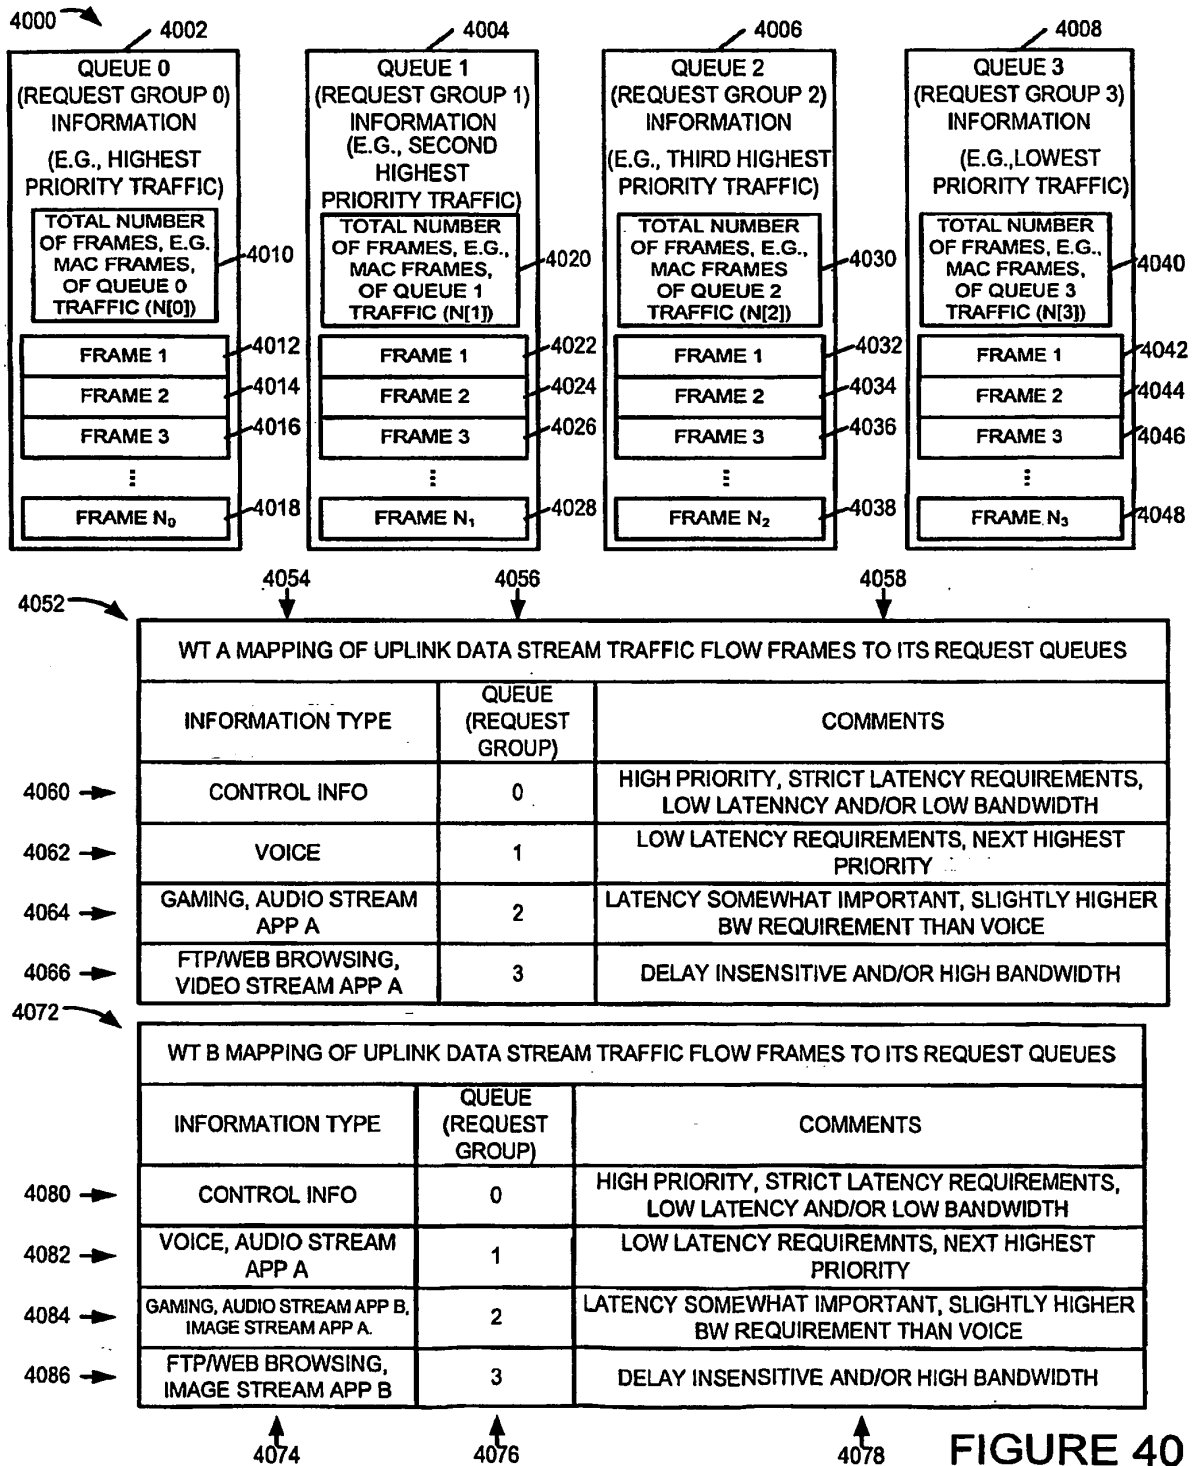 4000
4002
4004
4006
4008
QUEUE 0
(REQUEST GROUP 0)
INFORMATION
(E.G., HIGHEST
PRIORITY TRAFFIC)
TOTAL NUMBER
OF FRAMES, E.G.
MAC FRAMES,
OF QUEUE 0
TRAFFIC (N[0])
4010
FRAME 1
4012
FRAME 2
4014
FRAME 3
4016
...
FRAME N₀
4018
QUEUE 1
(REQUEST GROUP 1)
INFORMATION
(E.G., SECOND
HIGHEST
PRIORITY TRAFFIC)
TOTAL NUMBER
OF FRAMES, E.G.,
MAC FRAMES,
OF QUEUE 1
TRAFFIC (N[1])
4020
FRAME 1
4022
FRAME 2
4024
FRAME 3
4026
...
FRAME N₁
4028
QUEUE 2
(REQUEST GROUP 2)
INFORMATION
(E.G., THIRD HIGHEST
PRIORITY TRAFFIC)
TOTAL NUMBER
OF FRAMES, E.G.,
MAC FRAMES
OF QUEUE 2
TRAFFIC (N[2])
4030
FRAME 1
4032
FRAME 2
4034
FRAME 3
4036
...
FRAME N₂
4038
QUEUE 3
(REQUEST GROUP 3)
INFORMATION
(E.G.,LOWEST
PRIORITY TRAFFIC)
TOTAL NUMBER
OF FRAMES, E.G.,
MAC FRAMES,
OF QUEUE 3
TRAFFIC (N[3])
4040
FRAME 1
4042
FRAME 2
4044
FRAME 3
4046
...
FRAME N₃
4048
4052
4054
4056
4058
WT A MAPPING OF UPLINK DATA STREAM TRAFFIC FLOW FRAMES TO ITS REQUEST QUEUES
INFORMATION TYPE
QUEUE
(REQUEST
GROUP)
COMMENTS
4060
CONTROL INFO
0
HIGH PRIORITY, STRICT LATENCY REQUIREMENTS,
LOW LATENNCY AND/OR LOW BANDWIDTH
4062
VOICE
1
LOW LATENCY REQUIREMENTS, NEXT HIGHEST
PRIORITY
4064
GAMING, AUDIO STREAM
APP A
2
LATENCY SOMEWHAT IMPORTANT, SLIGHTLY HIGHER
BW REQUIREMENT THAN VOICE
4066
FTP/WEB BROWSING,
VIDEO STREAM APP A
3
DELAY INSENSITIVE AND/OR HIGH BANDWIDTH
4072
WT B MAPPING OF UPLINK DATA STREAM TRAFFIC FLOW FRAMES TO ITS REQUEST QUEUES
INFORMATION TYPE
QUEUE
(REQUEST
GROUP)
COMMENTS
4080
CONTROL INFO
0
HIGH PRIORITY, STRICT LATENCY REQUIREMENTS,
LOW LATENCY AND/OR LOW BANDWIDTH
4082
VOICE, AUDIO STREAM
APP A
1
LOW LATENCY REQUIREMNTS, NEXT HIGHEST
PRIORITY
4084
GAMING, AUDIO STREAM APP B,
IMAGE STREAM APP A.
2
LATENCY SOMEWHAT IMPORTANT, SLIGHTLY HIGHER
BW REQUIREMENT THAN VOICE
4086
FTP/WEB BROWSING,
IMAGE STREAM APP B
3
DELAY INSENSITIVE AND/OR HIGH BANDWIDTH
4074
4076
4078
FIGURE 40